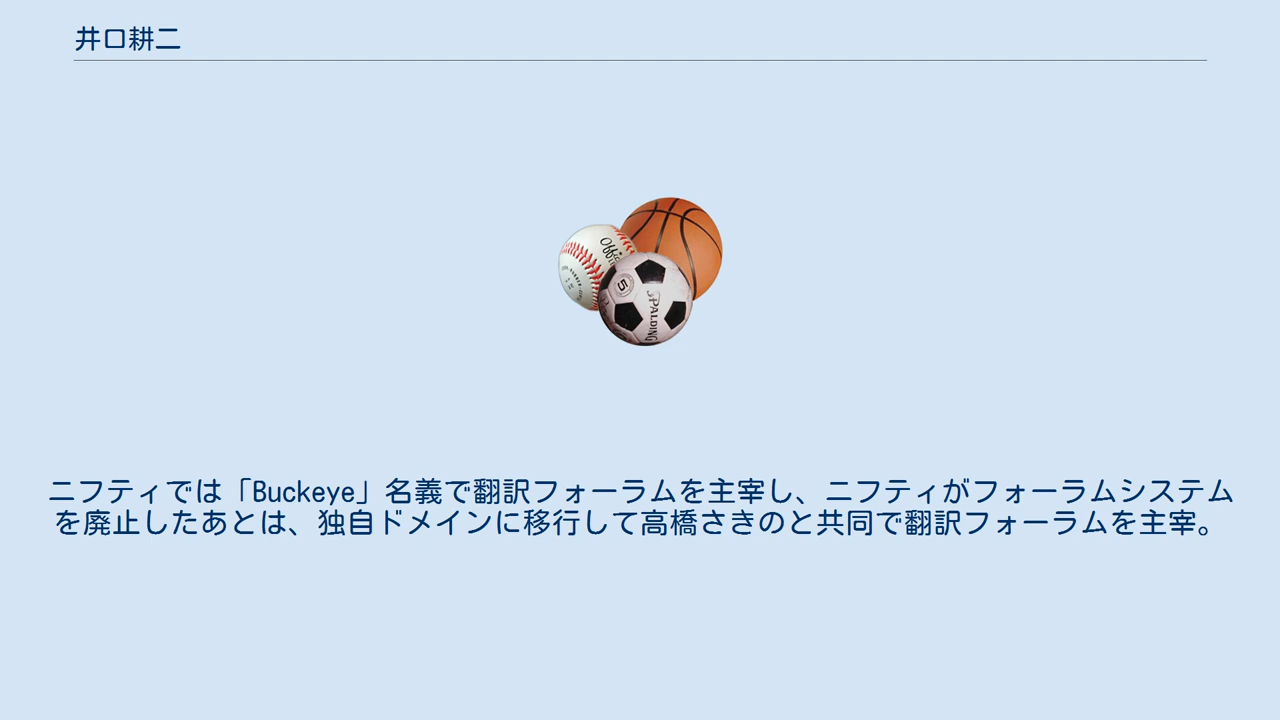 井口耕二
Offi
5
SPALDING
ニフティでは「Buckeye」名義で翻訳フォーラムを主宰し、ニフティがフォーラムシステム
を廃止したあとは、独自ドメインに移行して高橋さきのと共同で翻訳フォーラムを主宰。